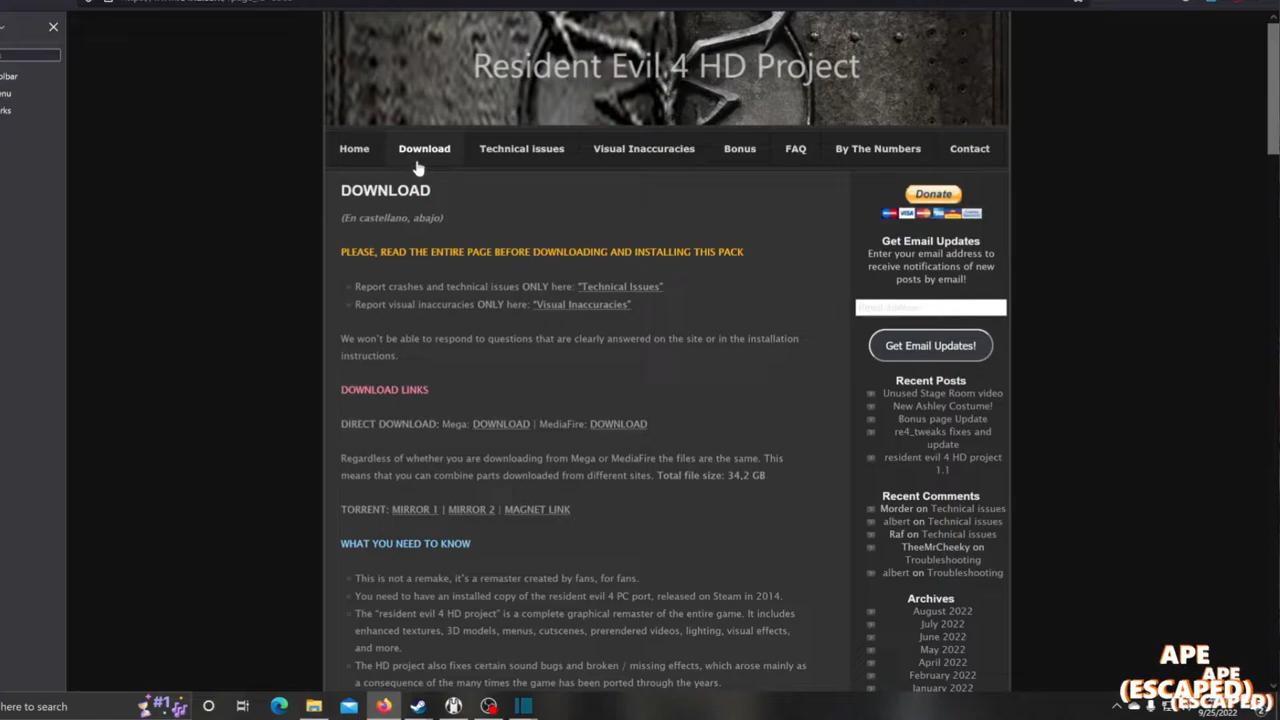 olbar
enu
rks
Resident Evil 4 HD Project
Home Download Technical issues Visual Inaccuracies Bonus FAQ By The Numbers Contact
DOWNLOAD
(En castellano, abajo)
PLEASE, READ THE ENTIRE PAGE BEFORE DOWNLOADING AND INSTALLING THIS PACK
Report crashes and technical issues ONLY here: "Technical Issues"
Report visual inaccuracies ONLY here: "Visual Inaccuracies"
We won't be able to respond to questions that are clearly answered on the site or in the installation
instructions.
DOWNLOAD LINKS
DIRECT DOWNLOAD: Mega: DOWNLOAD | MediaFire: DOWNLOAD
Regardless of whether you are downloading from Mega or MediaFire the files are the same. This
means that you can combine parts downloaded from different sites. Total file size: 34,2 GB
TORRENT: MIRROR 1 | MIRROR 2 | MAGNET LINK
WHAT YOU NEED TO KNOW
This is not a remake, it's a remaster created by fans, for fans.
You need to have an installed copy of the resident evil 4 PC port, released on Steam in 2014.
The "resident evil 4 HD project" is a complete graphical remaster of the entire game. It includes
enhanced textures, 3D models, menus, cutscenes, prerendered videos, lighting, visual effects,
and more.
The HD project also fixes certain sound bugs and broken / missing effects, which arose mainly as
a consequence of the many times the game has been ported through the years.
Donate
Get Email Updates
Enter your email address to
receive notifications of new
posts by email!
Email Address
Get Email Updates!
Recent Posts
Unused Stage Room video
New Ashley Costume!
Bonus page Update
re4_tweaks fixes and
update
resident evil 4 HD project
1.1
Recent Comments
Morder on Technical issues
albert on Technical issues
Raf on Technical issues
TheeMrCheeky on
Troubleshooting
albert on Troubleshooting
Archives
August 2022
July 2022
June 2022
May 2022
April 2022
February 2022
January 2022
APE
(ESCAPED)
APE
(ESCAPED)
here to search
#1
9/25/2022